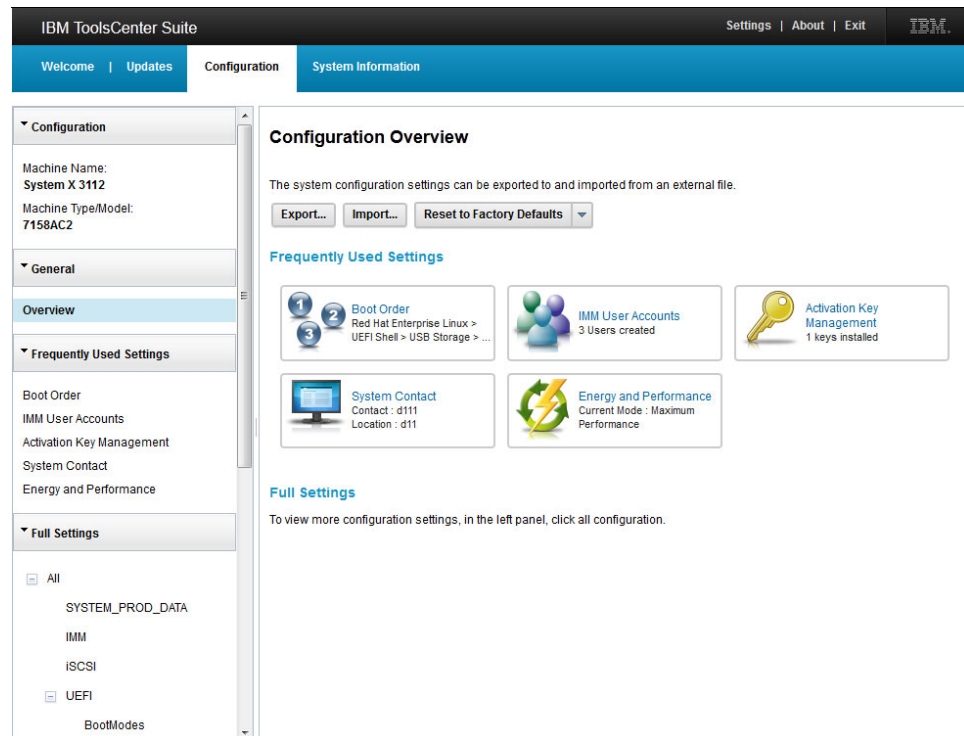 IBM ToolsCenter Suite
Settings | About | Exit
IBM.
Welcome | Updates
Configuration
System Information
Configuration
Machine Name:
System X 3112
Machine Type/Model:
7158AC2
General
Overview
Frequently Used Settings
Boot Order
IMM User Accounts
Activation Key Management
System Contact
Energy and Performance
Full Settings
All
SYSTEM_PROD_DATA
IMM
iSCSI
UEFI
BootModes
Configuration Overview
The system configuration settings can be exported to and imported from an external file.
Export...
Import...
Reset to Factory Defaults
Frequently Used Settings
1
2
3
Boot Order
Red Hat Enterprise Linux >
UEFI Shell > USB Storage > ...
IMM User Accounts
3 Users created
Activation Key
Management
1 keys installed
System Contact
Contact : d111
Location : d11
Energy and Performance
Current Mode : Maximum
Performance
Full Settings
To view more configuration settings, in the left panel, click all configuration.